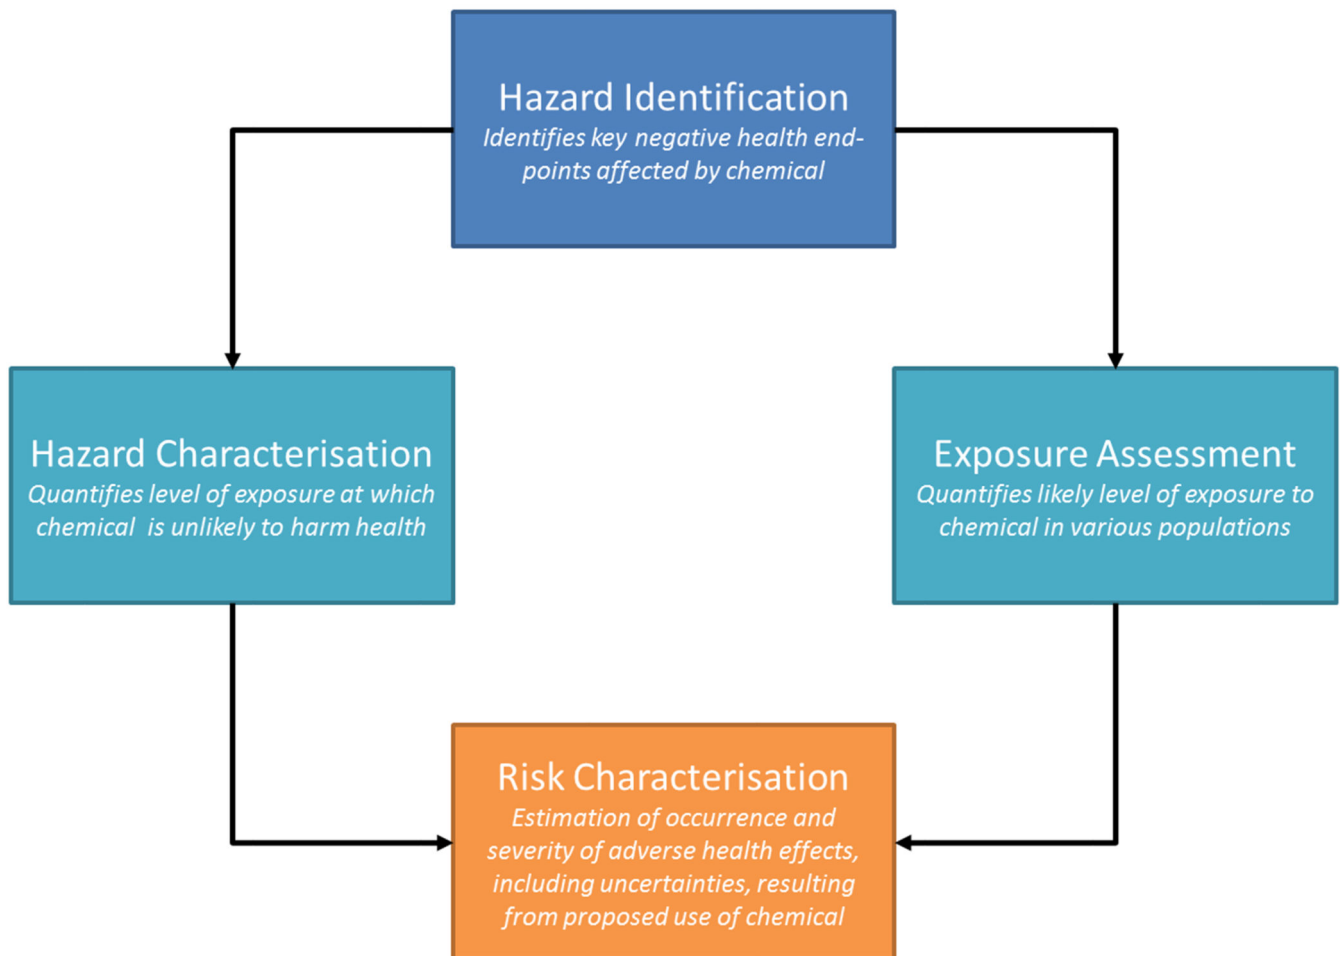 Hazard Identification
Identifies key negative health end-
points affected by chemical
Hazard Characterisation
Quantifies level of exposure at which
chemical is unlikely to harm health
Exposure Assessment
Quantifies likely level of exposure to
chemical in various populations
Risk Characterisation
Estimation of occurrence and
severity of adverse health effects,
including uncertainties, resulting
from proposed use of chemical